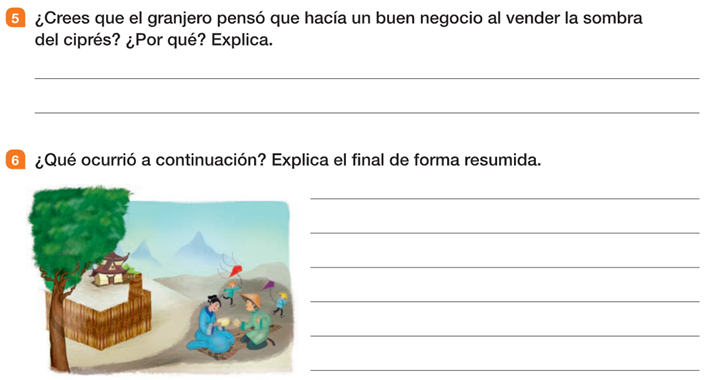 5 ¿Crees que el granjero pensó que hacía un buen negocio al vender la sombra
del ciprés? ¿Por qué? Explica.
6 ¿Qué ocurrió a continuación? Explica el final de forma resumida.